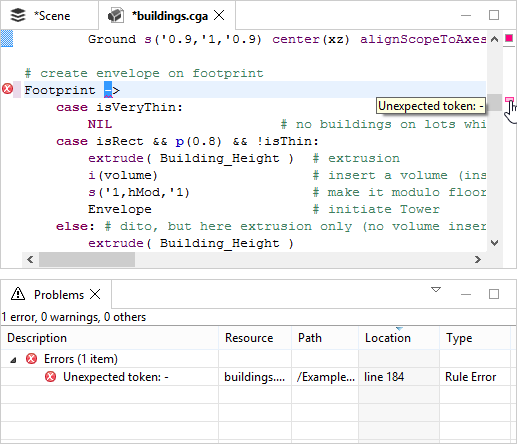 *Scene *buildings.cga
Ground s('0.9,'1,'0.9) center(xz) alignScopeToAxes
# create envelope on footprint
Footprint -->
Unexpected token: -
case isVeryThin:
NIL # no buildings on lots whi
case isRect && p(0.8) && !isThin:
extrude( Building_Height ) # extrusion
i(volume) # insert a volume (ins
s('1,hMod,'1) # make it modulo floor
Envelope # initiate Tower
else: # dito, but here extrusion only (no volume inser
extrude( Building_Height )
Problems
1 error, 0 warnings, 0 others
Description Resource Path Location Type
Errors (1 item)
Unexpected token: - buildings.... /Example... line 184 Rule Error